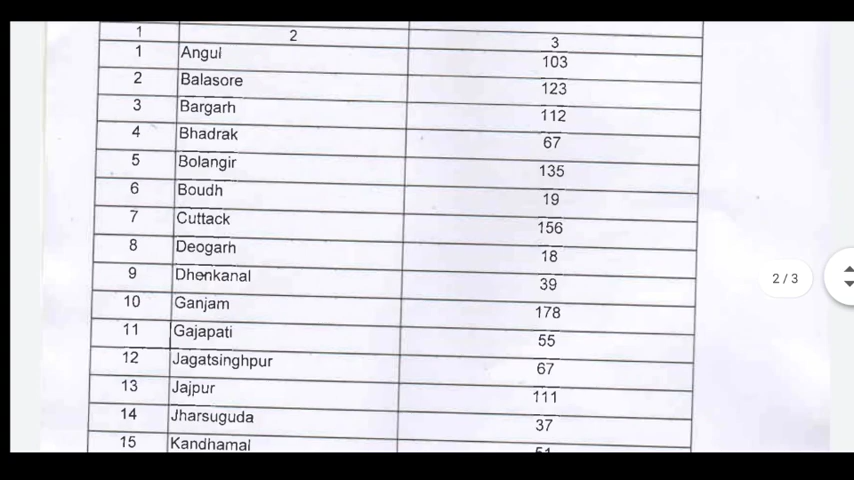 1 2 3
1 Angul 103
2 Balasore 123
3 Bargarh 112
4 Bhadrak 67
5 Bolangir 135
6 Boudh 19
7 Cuttack 156
8 Deogarh 18
9 Dhenkanal 39
10 Ganjam 178
11 Gajapati 55
12 Jagatsinghpur 67
13 Jajpur 111
14 Jharsuguda 37
15 Kandhamal
2 / 3